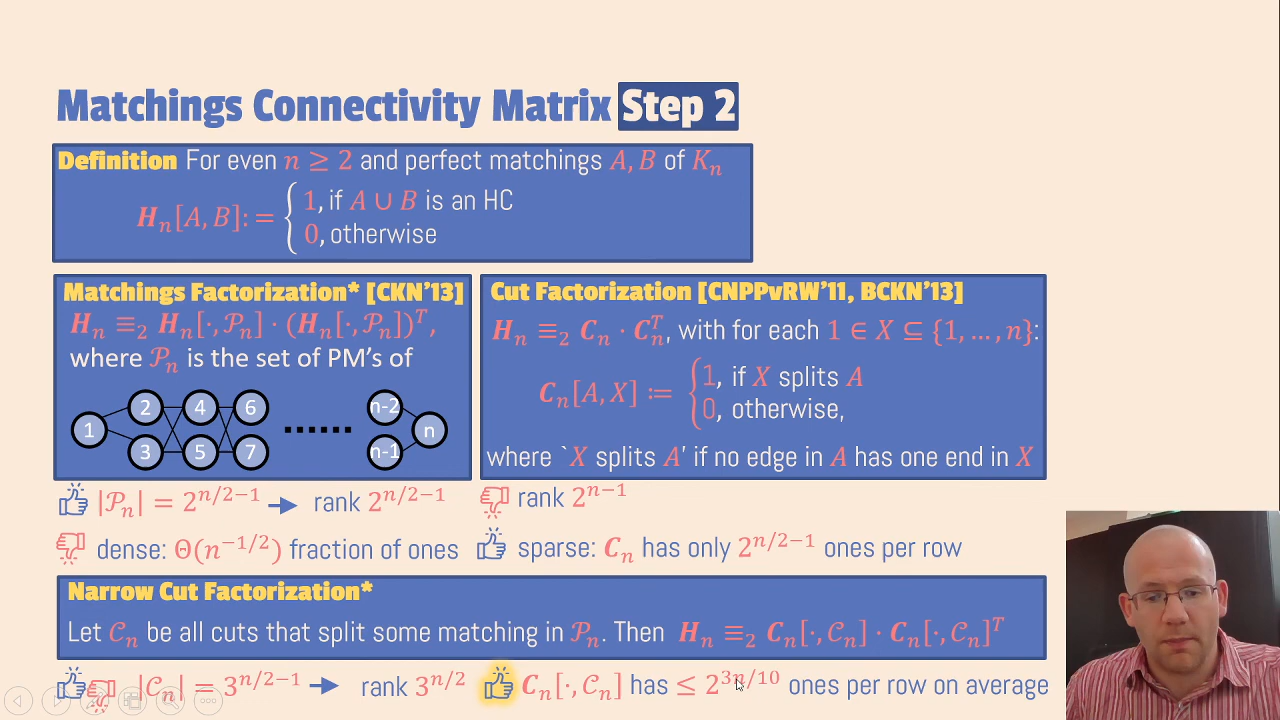 Matchings Connectivity Matrix Step 2
Definition For even n ≥ 2 and perfect matchings A, B of Kₙ
Hₙ[A, B]: = { 1, if A ∪ B is an HC
0, otherwise
Matchings Factorization* [CKN'13]
Hₙ ≡₂ Hₙ[·, 𝒫ₙ] · (Hₙ[·, 𝒫ₙ])ᵀ,
where 𝒫ₙ is the set of PM's of
2 4 6 n-2
1 ...... n
3 5 7 n-1
Cut Factorization [CNPPvRW'11, BCKN'13]
Hₙ ≡₂ Cₙ · Cₙᵀ, with for each 1 ∈ X ⊆ {1, … , n}:
Cₙ[A, X] ≔ { 1, if X splits A
0, otherwise,
where `X splits A' if no edge in A has one end in X
|𝒫ₙ| = 2^{n/2−1} → rank 2^{n/2−1}
dense: Θ(n^{−1/2}) fraction of ones
rank 2^{n−1}
sparse: Cₙ has only 2^{n/2−1} ones per row
Narrow Cut Factorization*
Let 𝒞ₙ be all cuts that split some matching in 𝒫ₙ. Then Hₙ ≡₂ Cₙ[·, 𝒞ₙ] · Cₙ[·, 𝒞ₙ]ᵀ
|𝒞ₙ| = 3^{n/2−1} → rank 3^{n/2} Cₙ[·, 𝒞ₙ] has ≤ 2^{3n/10} ones per row on average